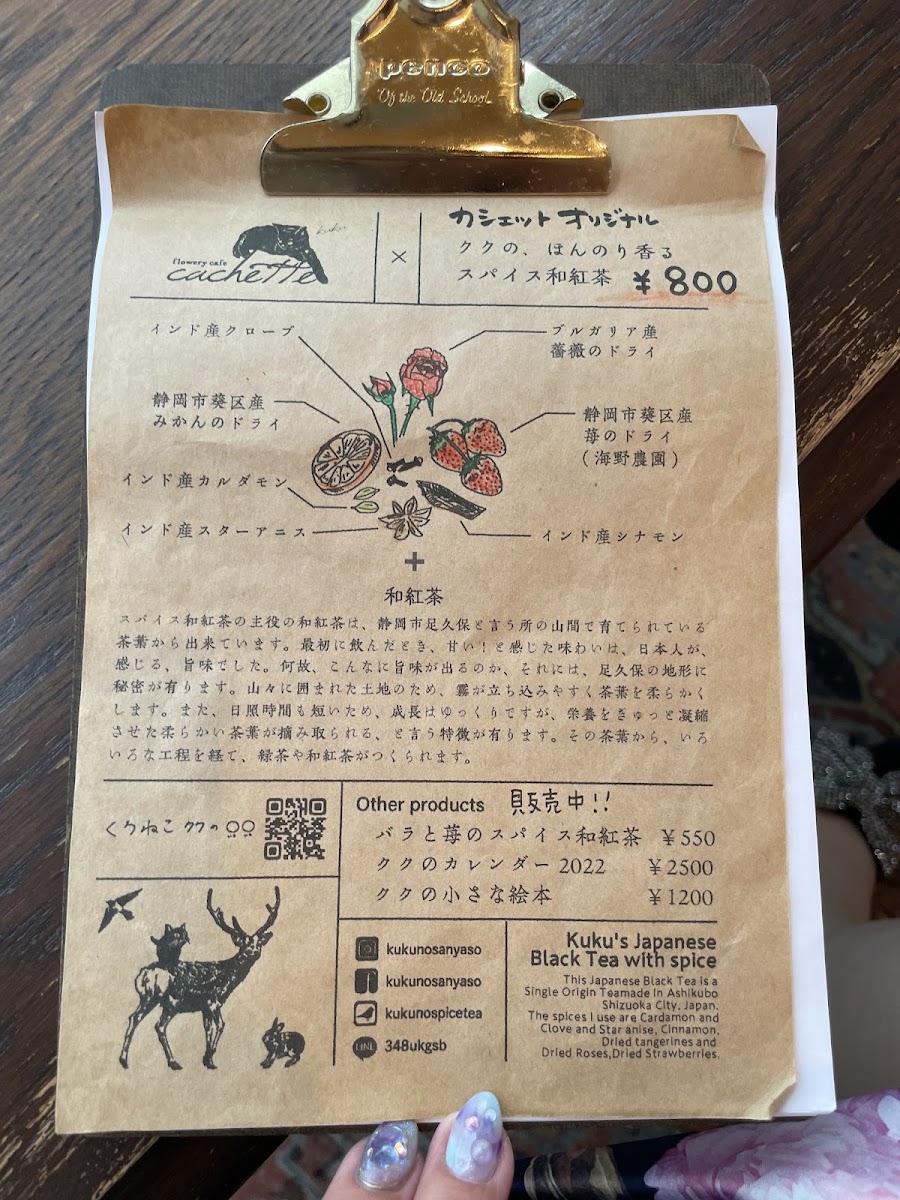 penco
Of the Old School
flowery cafe
cachette
kuku
×
カシェット オリジナル
ククの、ほんのり香る
スパイス和紅茶 ¥800
インド産クローブ
ブルガリア産
薔薇のドライ
静岡市葵区産
みかんのドライ
静岡市葵区産
苺のドライ
(海野農園)
インド産カルダモン
インド産スターアニス
インド産シナモン
+
和紅茶
スパイス和紅茶の主役の和紅茶は、静岡市足久保と言う所の山間で育てられている
茶葉から出来ています。最初に飲んだとき、甘い!と感じた味わいは、日本人が、
感じる、旨味でした。何故、こんなに旨味が出るのか、それには、足久保の地形に
秘密が有ります。山々に囲まれた土地のため、霧が立ち込みやすく茶葉を柔らかく
します。また、日照時間も短いため、成長はゆっくりですが、栄養をぎゅっと凝縮
させた柔らかい茶葉が摘み取られる、と言う特徴が有ります。その茶葉から、いろ
いろな工程を経て、緑茶や和紅茶がつくられます。
くろねこククの
Other products 販売中!!
バラと苺のスパイス和紅茶 ¥550
ククのカレンダー 2022 ¥2500
ククの小さな絵本 ¥1200
kukunosanyaso
kukunosanyaso
kukunospicetea
LINE 348ukgsb
Kuku's Japanese
Black Tea with spice
This Japanese Black Tea is a
Single Origin Teamade In Ashikubo
Shizuoka City, Japan.
The spices I use are Cardamon and
Clove and Star anise, Cinnamon,
Dried tangerines and
Dried Roses,Dried Strawberries.